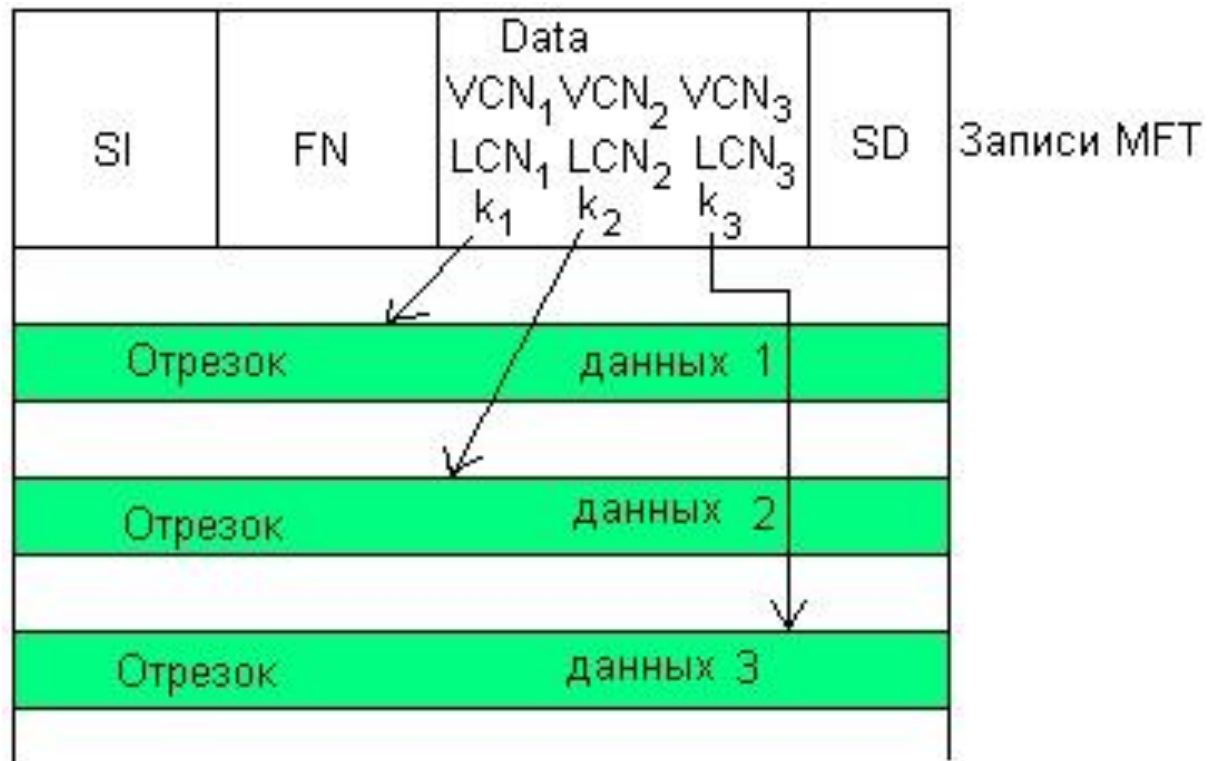 Data
VCN₁ VCN₂ VCN₃
SI FN LCN₁ LCN₂ LCN₃ SD Записи MFT
k₁ k₂ k₃
Отрезок данных 1
Отрезок данных 2
Отрезок данных 3